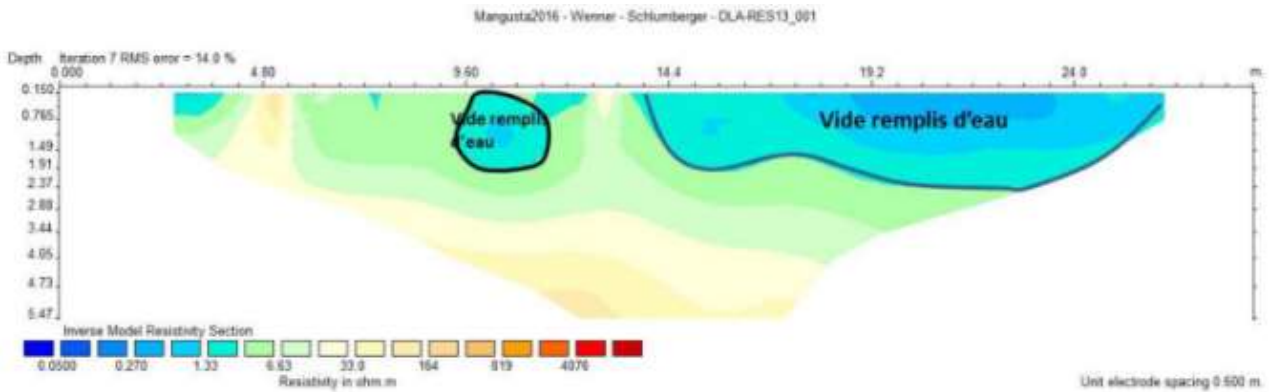 Mangusta2016 - Wenner - Schlumberger - DLA-RES13_001
Depth Iteration 7 RMS error = 14.0 %
0.000 4.80 9.60 14.4 19.2 24.0 m.
0.150
0.765
1.49
1.91
2.37
2.88
3.44
4.05
4.73
5.47
Vide remplis
d'eau
Vide remplis d'eau
Inverse Model Resistivity Section
0.0500 0.270 1.33 6.63 33.0 164 819 4076
Resistivity in ohm.m
Unit electrode spacing 0.600 m.